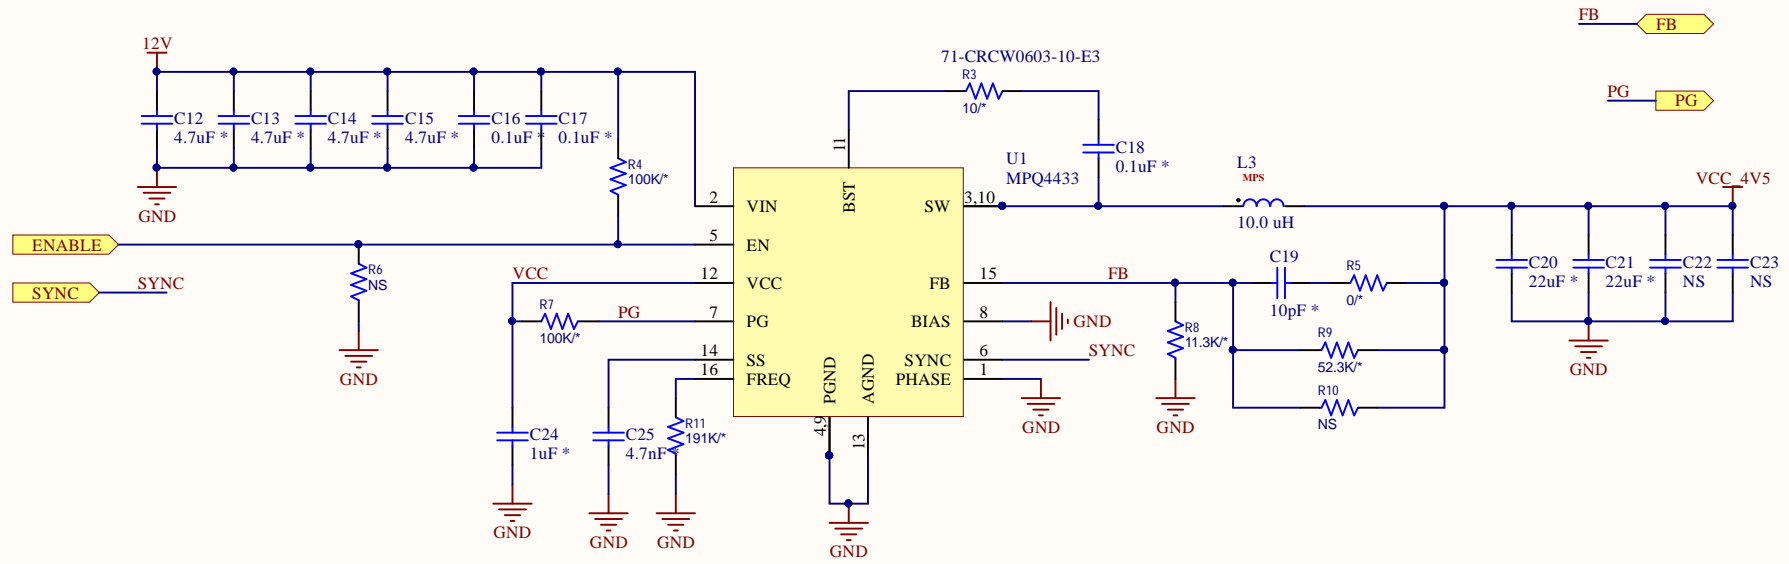 FB
FB
12V
71-CRCW0603-10-E3
R3
10/*
PG
PG
C12
4.7uF *
C13
4.7uF *
C14
4.7uF *
C15
4.7uF *
C16
0.1uF *
C17
0.1uF *
11
C18
0.1uF *
R4
100K/*
GND
U1
MPQ4433
L3
MPS
10.0 uH
VCC_4V5
2
VIN
BST
SW
3,10
ENABLE
5
EN
SYNC
SYNC
R6
NS
GND
VCC
12
VCC
FB
15
FB
C19
10pF *
R5
0/*
C20
22uF *
C21
22uF *
C22
NS
C23
NS
R7
100K/*
PG
7
PG
BIAS
8
GND
R8
11.3K/*
R9
52.3K/*
14
SS
SYNC
6
SYNC
16
FREQ
PHASE
1
PGND
AGND
GND
R10
NS
GND
GND
4,9
13
C24
1uF *
C25
4.7nF *
R11
191K/*
GND
GND
GND
GND